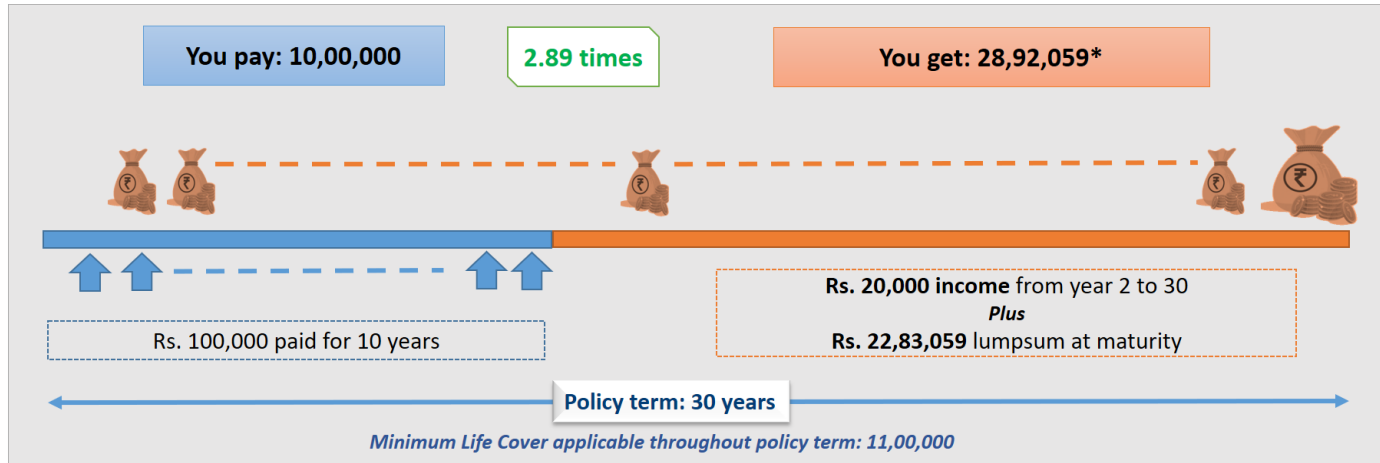 You pay: 10,00,000
2.89 times
You get: 28,92,059*
₹
₹
₹
₹
₹
Rs. 100,000 paid for 10 years
Rs. 20,000 income from year 2 to 30
Plus
Rs. 22,83,059 lumpsum at maturity
Policy term: 30 years
Minimum Life Cover applicable throughout policy term: 11,00,000